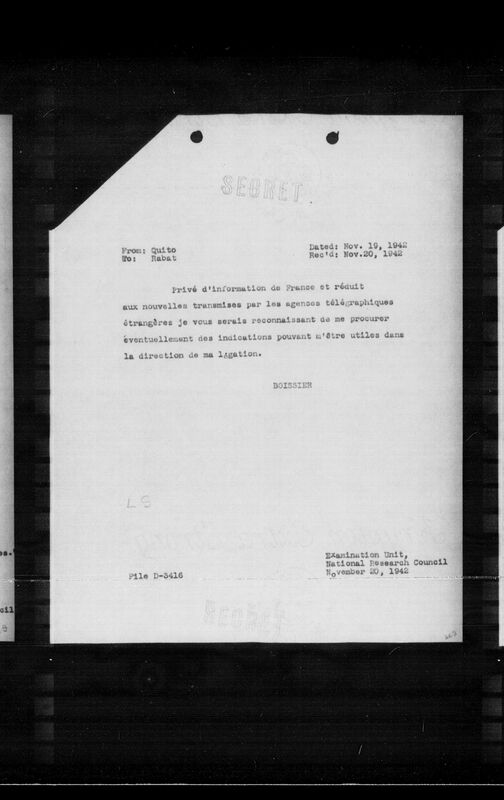 SECRET
From: Quito
To: Rabat
Dated: Nov. 19, 1942
Rec'd: Nov.20, 1942
Privé d'information de France et réduit
aux nouvelles transmises par les agences télégraphiques
étrangères je vous serais reconnaissant de me procurer
éventuellement des indications pouvant m'être utiles dans
la direction de ma légation.
BOISSIER
LS
Examination Unit,
National Research Council
November 20, 1942
File D-3416
SECRET